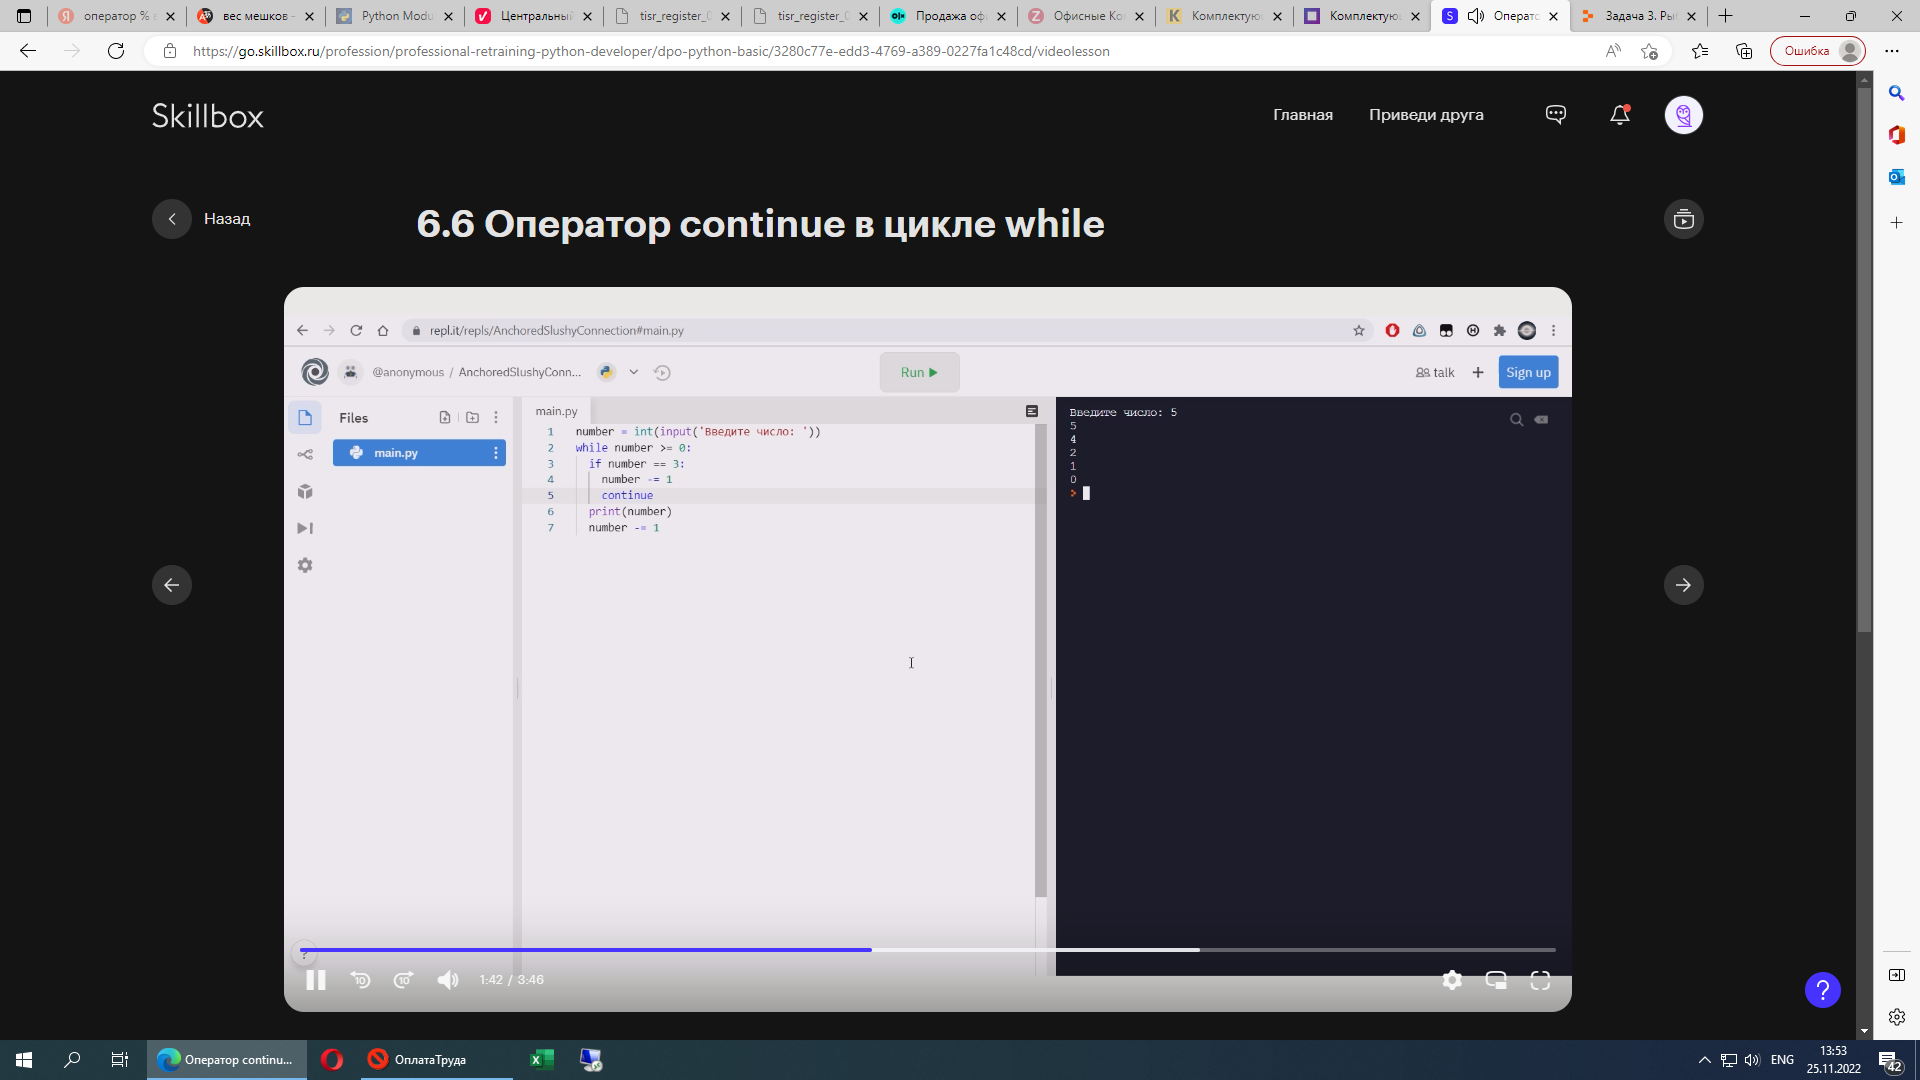 оператор % в
вес мешков -
Python Modu
Центральный
tisr_register_0
tisr_register_0
Продажа оф
Офисные Ко
Комплектую
Комплектую
Операто
Задача 3. Ры
https://go.skillbox.ru/profession/professional-retraining-python-developer/dpo-python-basic/3280c77e-edd3-4769-a389-0227fa1c48cd/videolesson
Ошибка
Skillbox
Главная
Приведи друга
Назад
6.6 Оператор continue в цикле while
repl.it/repls/AnchoredSlushyConnection#main.py
@anonymous / AnchoredSlushyConn...
Run
talk
Sign up
Files
main.py
main.py
1 number = int(input('Введите число: '))
2 while number >= 0:
3 if number == 3:
4 number -= 1
5 continue
6 print(number)
7 number -= 1
Введите число: 5
5
4
2
1
0
>
?
10
10
1:42 / 3:46
?
Оператор continu...
ОплатаТруда
ENG
13:53
25.11.2022
42